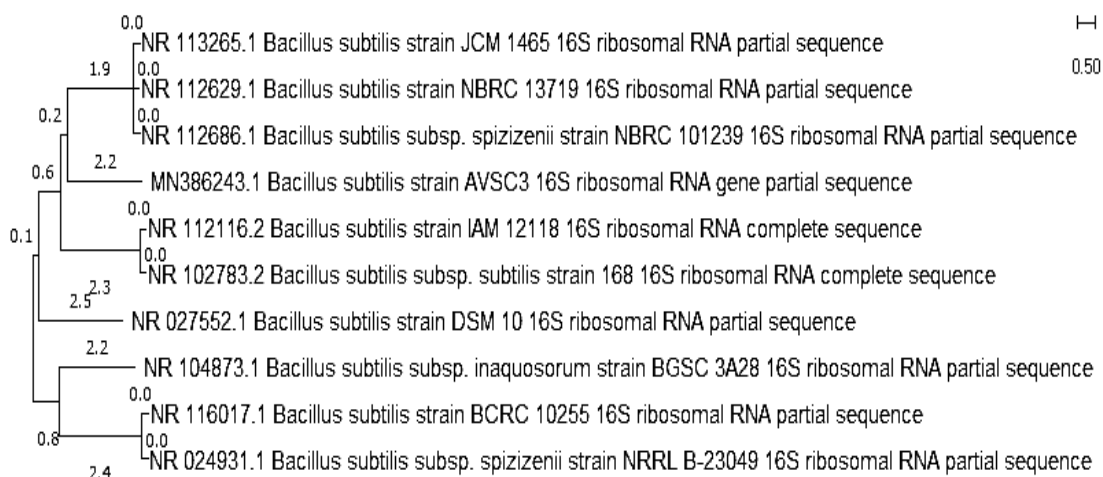 0.0
NR 113265.1 Bacillus subtilis strain JCM 1465 16S ribosomal RNA partial sequence
0.50
1.9
0.0
NR 112629.1 Bacillus subtilis strain NBRC 13719 16S ribosomal RNA partial sequence
0.2
0.0
NR 112686.1 Bacillus subtilis subsp. spizizenii strain NBRC 101239 16S ribosomal RNA partial sequence
0.6
2.2
MN386243.1 Bacillus subtilis strain AVSC3 16S ribosomal RNA gene partial sequence
0.0
NR 112116.2 Bacillus subtilis strain IAM 12118 16S ribosomal RNA complete sequence
0.1
0.0
NR 102783.2 Bacillus subtilis subsp. subtilis strain 168 16S ribosomal RNA complete sequence
2.3
2.5
NR 027552.1 Bacillus subtilis strain DSM 10 16S ribosomal RNA partial sequence
2.2
NR 104873.1 Bacillus subtilis subsp. inaquosorum strain BGSC 3A28 16S ribosomal RNA partial sequence
0.0
NR 116017.1 Bacillus subtilis strain BCRC 10255 16S ribosomal RNA partial sequence
0.8
0.0
NR 024931.1 Bacillus subtilis subsp. spizizenii strain NRRL B-23049 16S ribosomal RNA partial sequence
2.4